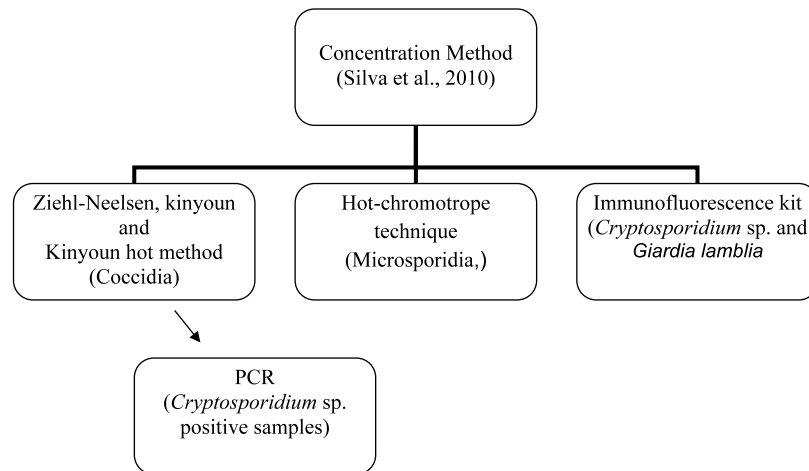 Concentration Method
(Silva et al., 2010)
Ziehl-Neelsen, kinyoun
and
Kinyoun hot method
(Coccidia)
Hot-chromotrope
technique
(Microsporidia,)
Immunofluorescence kit
(Cryptosporidium sp. and
Giardia lamblia
PCR
(Cryptosporidium sp.
positive samples)